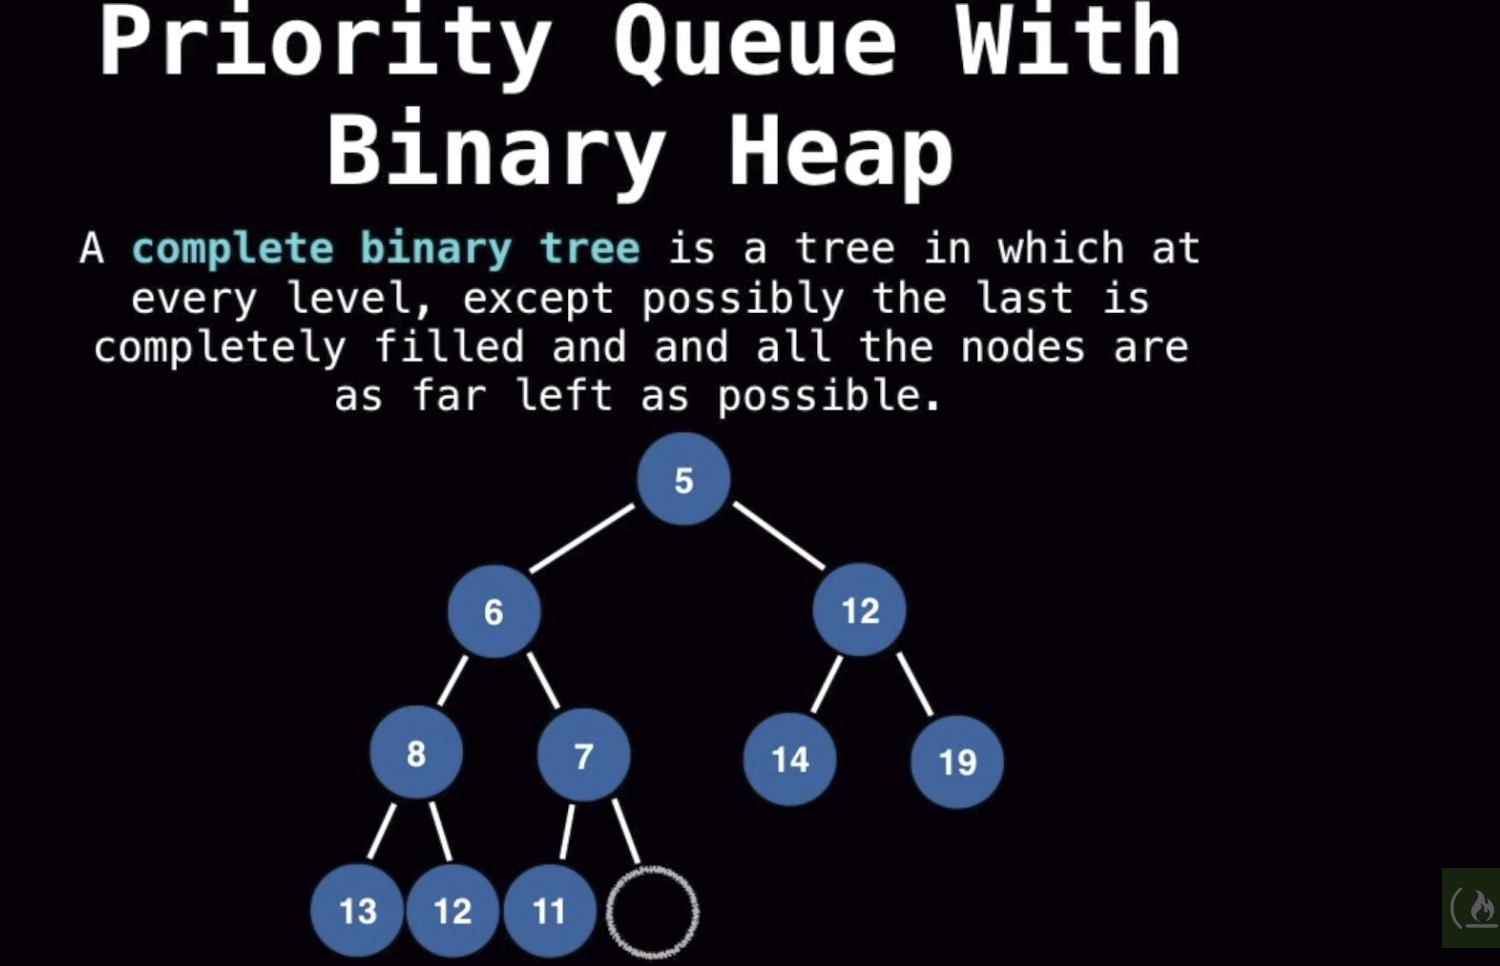 Priority Queue With
Binary Heap
A complete binary tree is a tree in which at
every level, except possibly the last is
completely filled and and all the nodes are
as far left as possible.
5
6
12
8
7
14
19
13
12
11